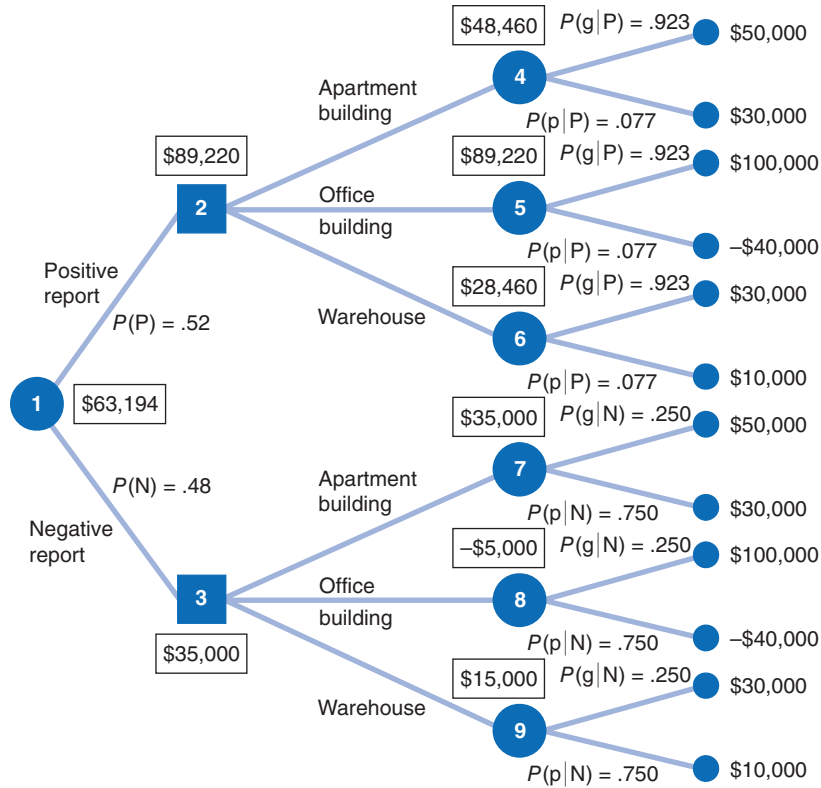 $48,460
P(g|P) = .923
$50,000
4
Apartment
building
P(p|P) = .077
$30,000
$89,220
$89,220
P(g|P) = .923
$100,000
2
Office
building
5
P(p|P) = .077
–$40,000
Positive
report
$28,460
P(g|P) = .923
$30,000
P(P) = .52
Warehouse
6
P(p|P) = .077
$10,000
1
$63,194
$35,000
P(g|N) = .250
$50,000
P(N) = .48
Apartment
building
7
P(p|N) = .750
$30,000
Negative
report
–$5,000
P(g|N) = .250
$100,000
3
Office
building
8
P(p|N) = .750
–$40,000
$35,000
$15,000
P(g|N) = .250
$30,000
Warehouse
9
P(p|N) = .750
$10,000